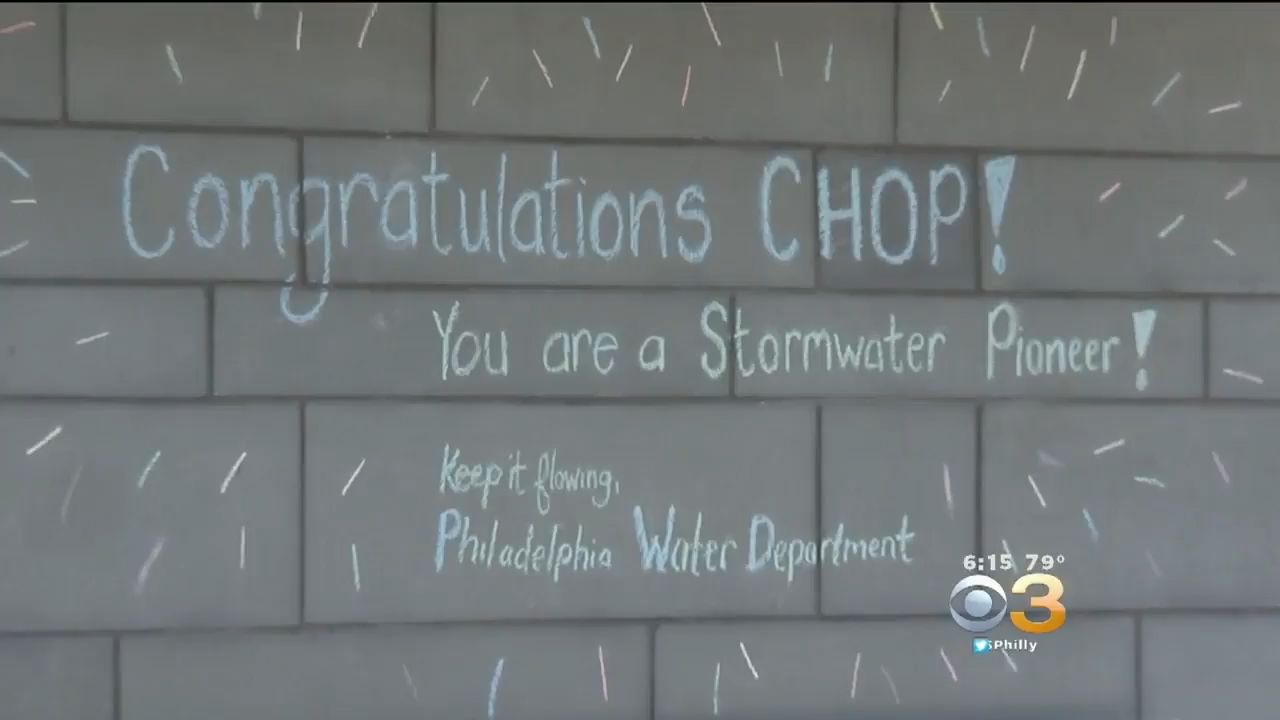 Congratulations CHOP!
You are a Stormwater Pioneer!
Keep it flowing,
Philadelphia Water Department
6:15 79°
3
Philly